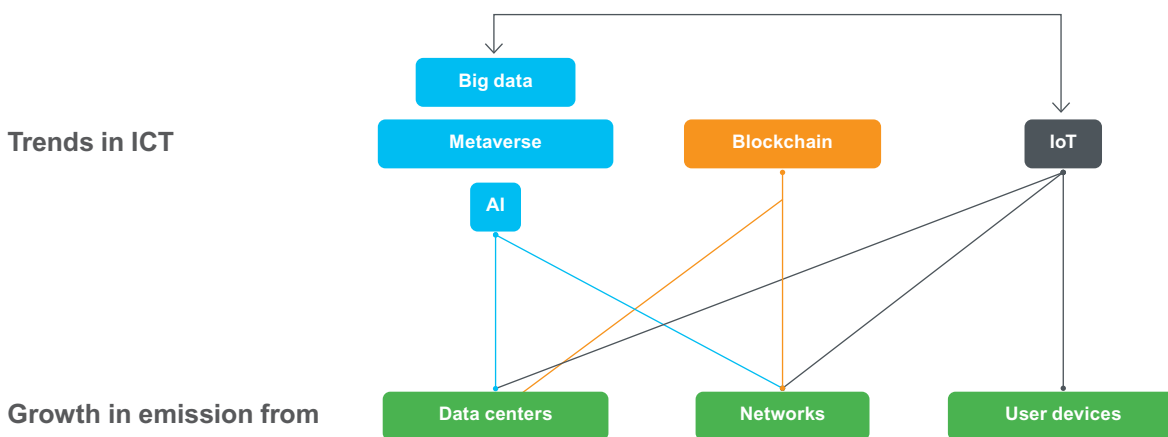 Big data
Trends in ICT
Metaverse
Blockchain
IoT
AI
Growth in emission from
Data centers
Networks
User devices